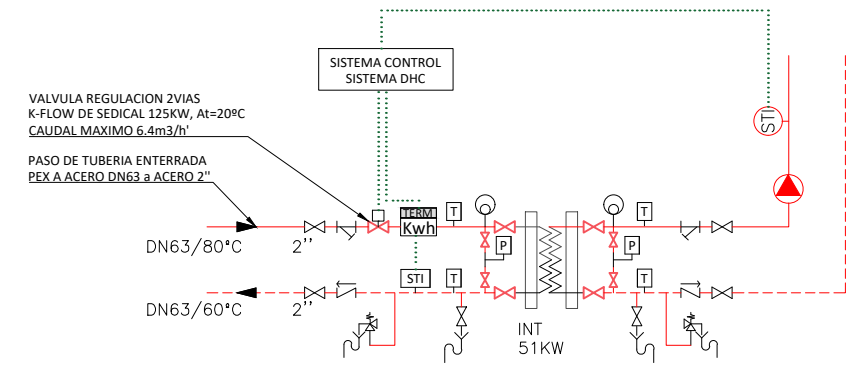 SISTEMA CONTROL
SISTEMA DHC
VALVULA REGULACION 2VIAS
K-FLOW DE SEDICAL 125KW, At=20ºC
CAUDAL MAXIMO 6.4m3/h'
PASO DE TUBERIA ENTERRADA
PEX A ACERO DN63 a ACERO 2''
STI
TERM
Kwh
T
T
DN63/80°C
2''
P
P
STI
T
T
DN63/60°C
2''
INT
51KW